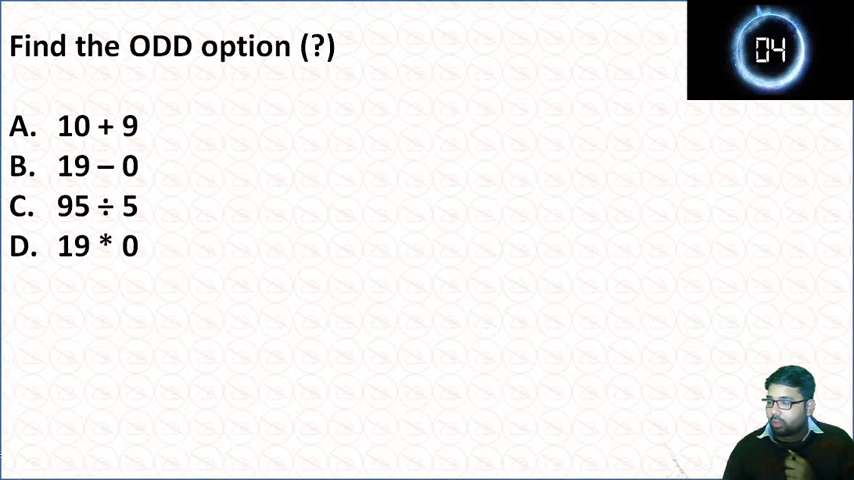 Find the ODD option (?)
04
A. 10 + 9
B. 19 – 0
C. 95 ÷ 5
D. 19 * 0